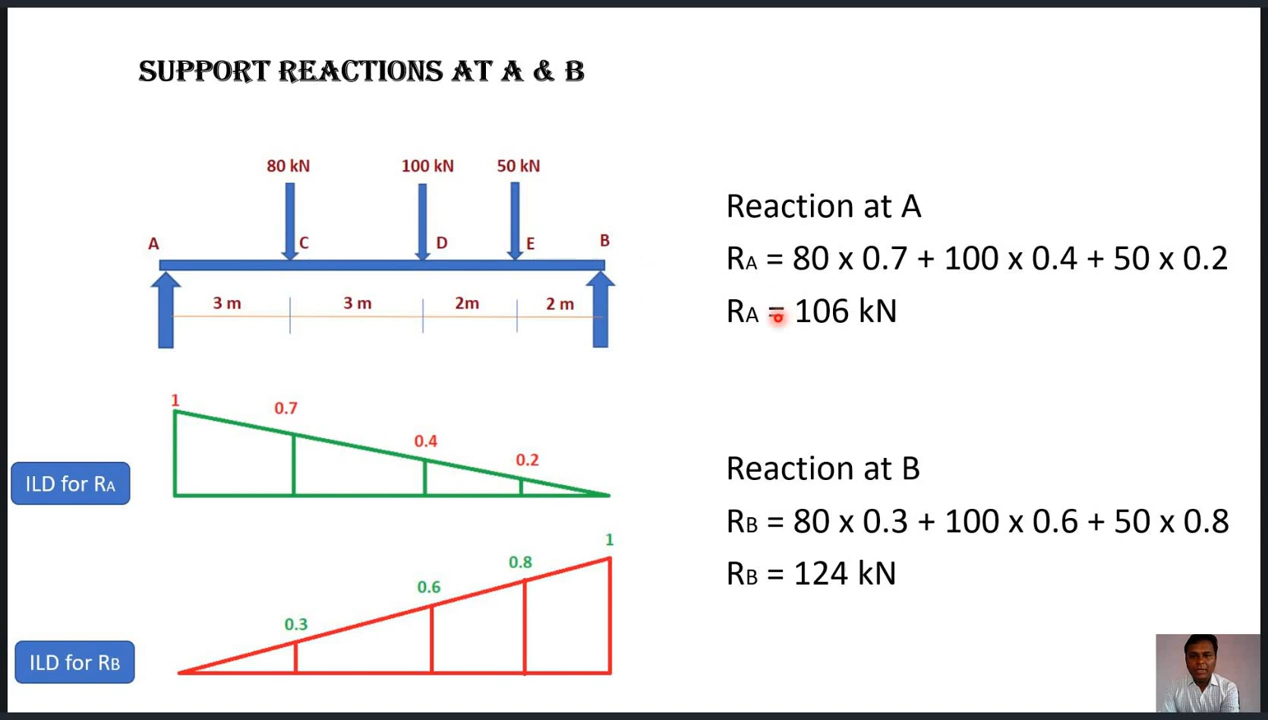 SUPPORT REACTIONS AT A & B
80 kN 100 kN 50 kN
A C D E B
3 m 3 m 2m 2 m
Reaction at A
RA = 80 x 0.7 + 100 x 0.4 + 50 x 0.2
RA = 106 kN
1 0.7 0.4 0.2
ILD for RA
Reaction at B
RB = 80 x 0.3 + 100 x 0.6 + 50 x 0.8
RB = 124 kN
0.3 0.6 0.8 1
ILD for RB